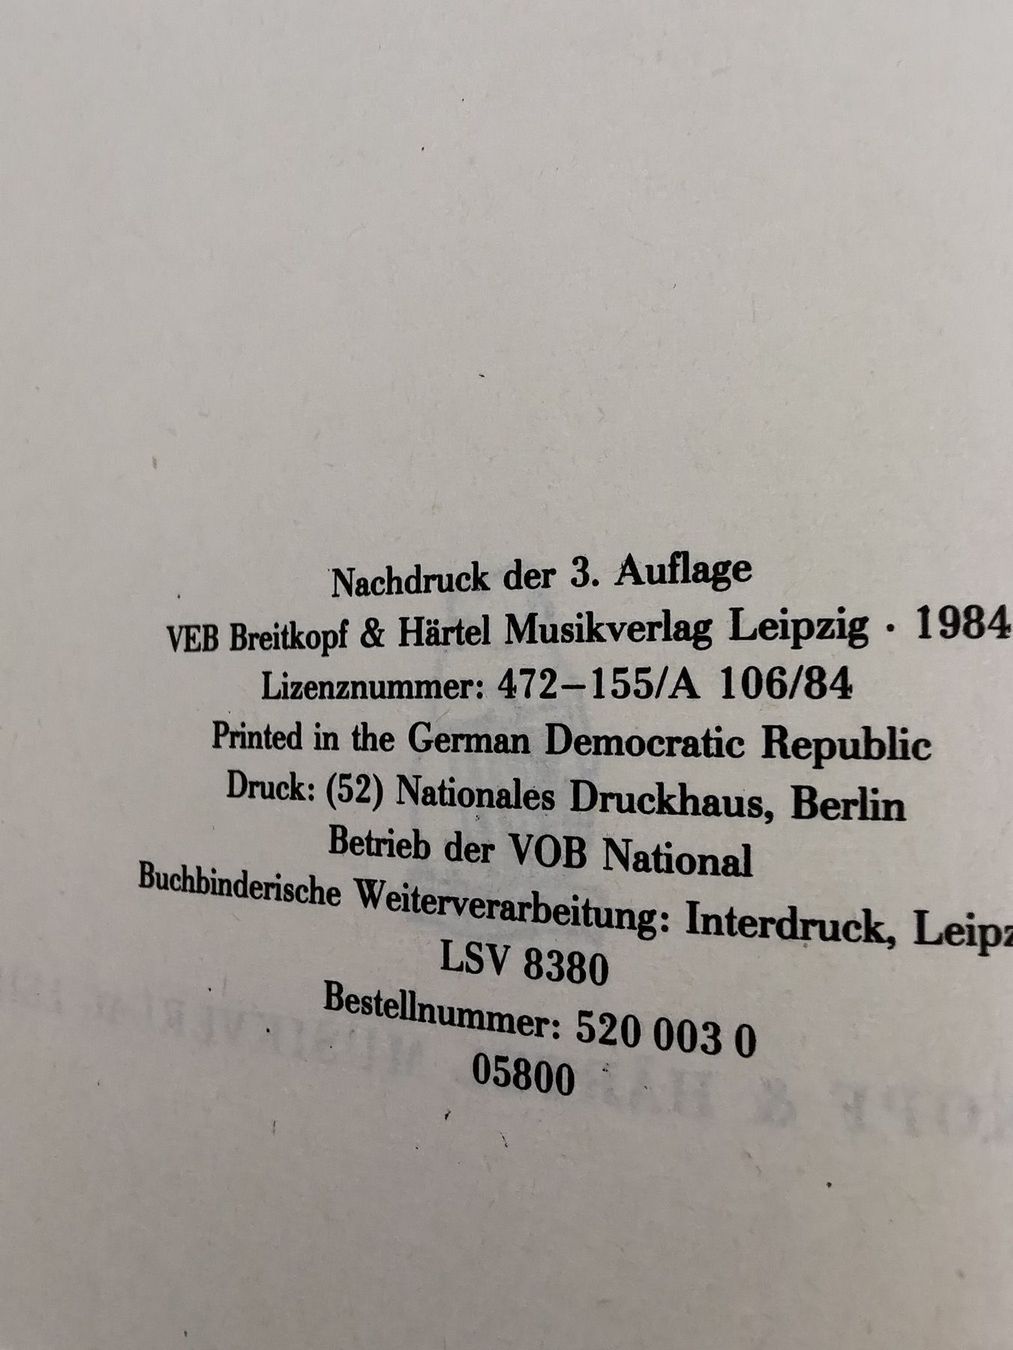 Nachdruck der 3. Auflage
VEB Breitkopf & Härtel Musikverlag Leipzig · 1984
Lizenznummer: 472–155/A 106/84
Printed in the German Democratic Republic
Druck: (52) Nationales Druckhaus, Berlin
Betrieb der VOB National
Buchbinderische Weiterverarbeitung: Interdruck, Leipz
LSV 8380
Bestellnummer: 520 003 0
05800